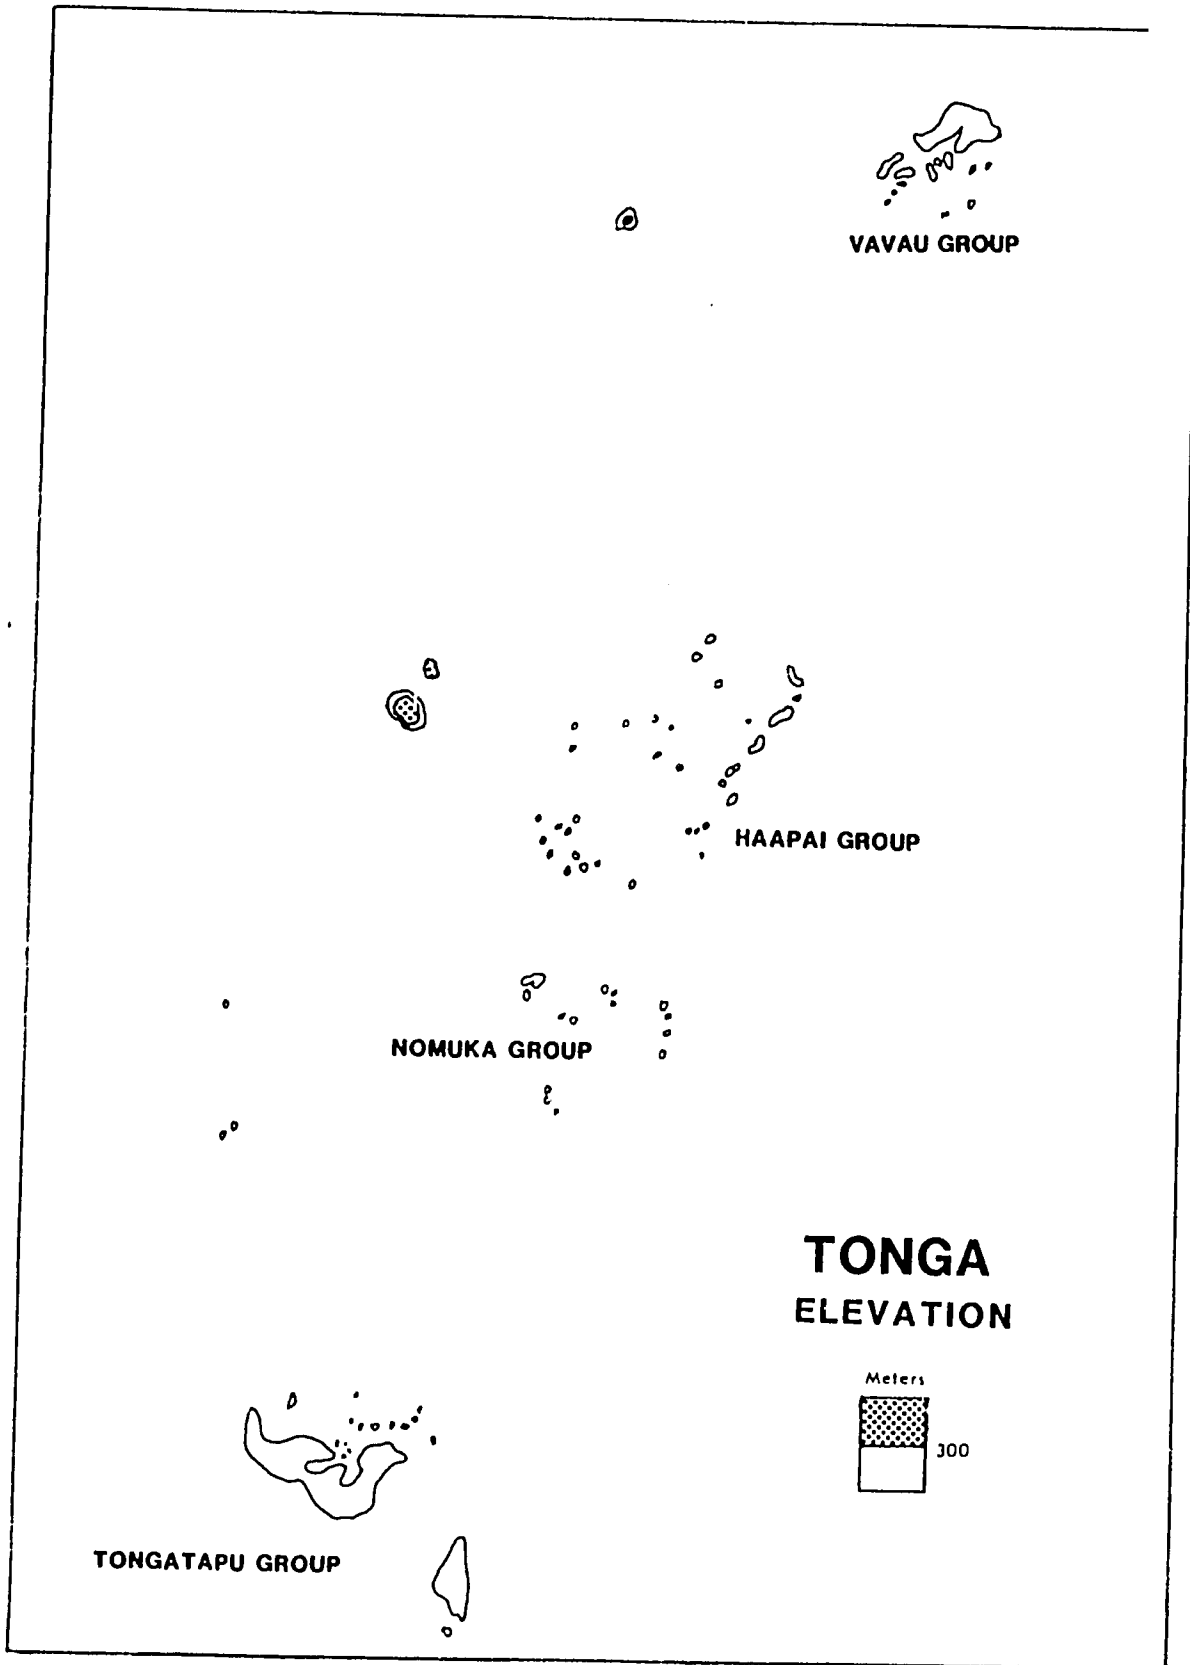 VAVAU GROUP
HAAPAI GROUP
NOMUKA GROUP
TONGA
ELEVATION
Meters
300
TONGATAPU GROUP